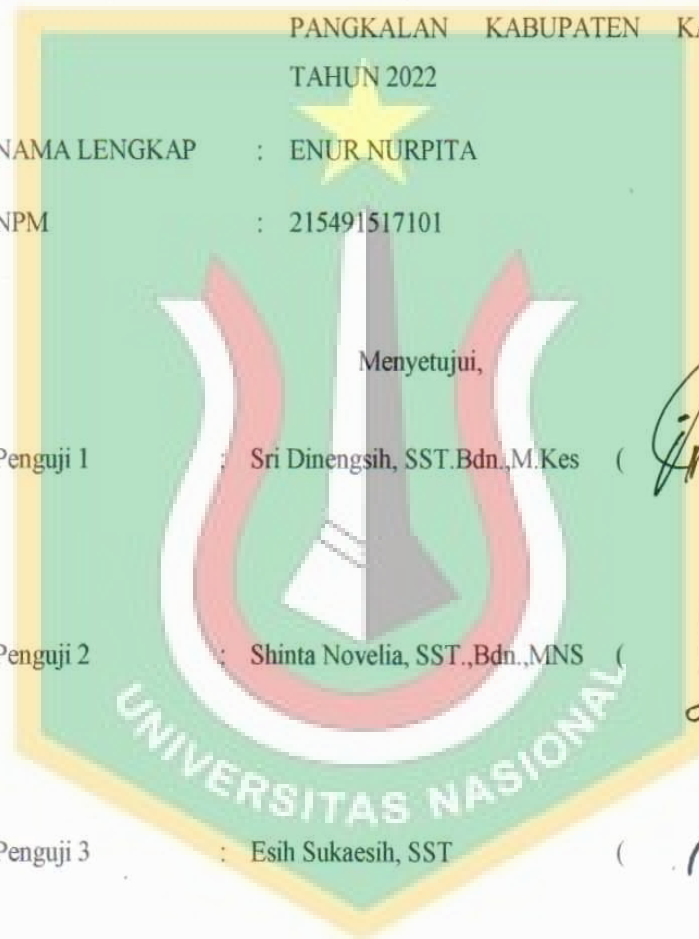 PANGKALAN KABUPATEN
TAHUN 2022
NAMA LENGKAP : ENUR NURPITA
NPM : 215491517101
Menyetujui,
Penguji 1 : Sri Dinengsih, SST.Bdn.,M.Kes (
Penguji 2 : Shinta Novelia, SST.,Bdn.,MNS (
UNIVERSITAS NASIONAL
Penguji 3 : Esih Sukaesih, SST (